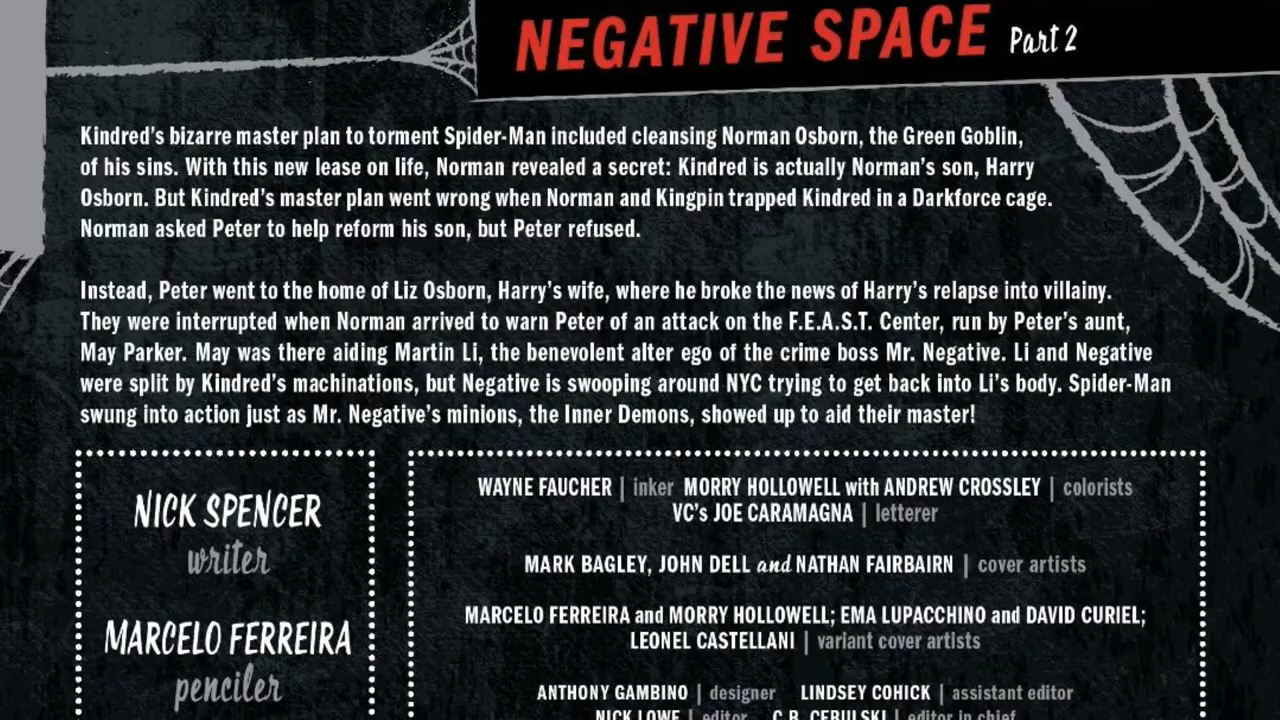 NEGATIVE SPACE Part 2
Kindred's bizarre master plan to torment Spider-Man included cleansing Norman Osborn, the Green Goblin,
of his sins. With this new lease on life, Norman revealed a secret: Kindred is actually Norman's son, Harry
Osborn. But Kindred's master plan went wrong when Norman and Kingpin trapped Kindred in a Darkforce cage.
Norman asked Peter to help reform his son, but Peter refused.
Instead, Peter went to the home of Liz Osborn, Harry's wife, where he broke the news of Harry's relapse into villainy.
They were interrupted when Norman arrived to warn Peter of an attack on the F.E.A.S.T. Center, run by Peter's aunt,
May Parker. May was there aiding Martin Li, the benevolent alter ego of the crime boss Mr. Negative. Li and Negative
were split by Kindred's machinations, but Negative is swooping around NYC trying to get back into Li's body. Spider-Man
swung into action just as Mr. Negative's minions, the Inner Demons, showed up to aid their master!
NICK SPENCER
writer
MARCELO FERREIRA
penciler
WAYNE FAUCHER | inker MORRY HOLLOWELL with ANDREW CROSSLEY | colorists
VC's JOE CARAMAGNA | letterer
MARK BAGLEY, JOHN DELL and NATHAN FAIRBAIRN | cover artists
MARCELO FERREIRA and MORRY HOLLOWELL; EMA LUPACCHINO and DAVID CURIEL;
LEONEL CASTELLANI | variant cover artists
ANTHONY GAMBINO | designer LINDSEY COHICK | assistant editor
NICK LOWE | editor C.B. CEBULSKI | editor in chief